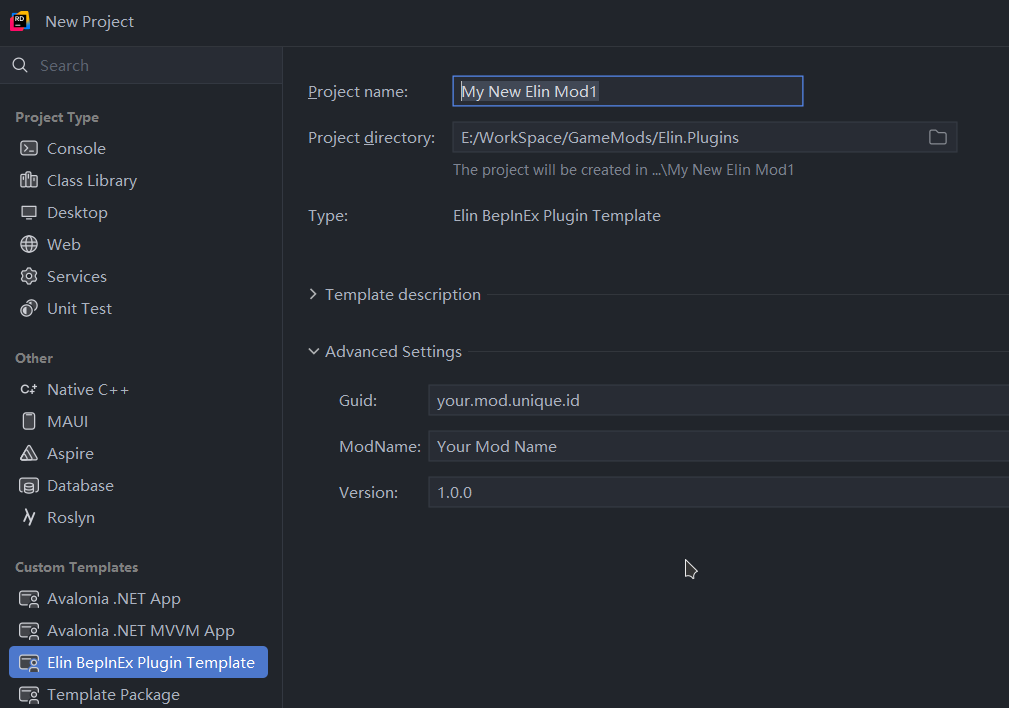 RD
New Project
Search
Project Type
Console
Class Library
Desktop
Web
Services
Unit Test
Other
Native C++
MAUI
Aspire
Database
Roslyn
Custom Templates
Avalonia .NET App
Avalonia .NET MVVM App
Elin BepInEx Plugin Template
Template Package
Project name: My New Elin Mod1
Project directory: E:/WorkSpace/GameMods/Elin.Plugins
The project will be created in ...\My New Elin Mod1
Type: Elin BepInEx Plugin Template
Template description
Advanced Settings
Guid: your.mod.unique.id
ModName: Your Mod Name
Version: 1.0.0